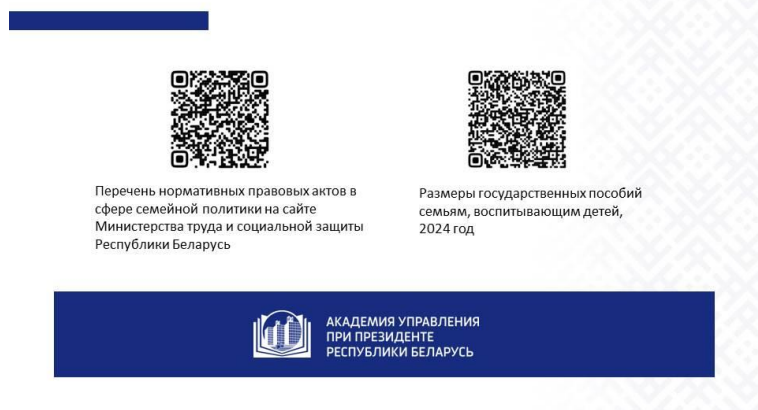 Перечень нормативных правовых актов в
сфере семейной политики на сайте
Министерства труда и социальной защиты
Республики Беларусь
Размеры государственных пособий
семьям, воспитывающим детей,
2024 год
АКАДЕМИЯ УПРАВЛЕНИЯ
ПРИ ПРЕЗИДЕНТЕ
РЕСПУБЛИКИ БЕЛАРУСЬ